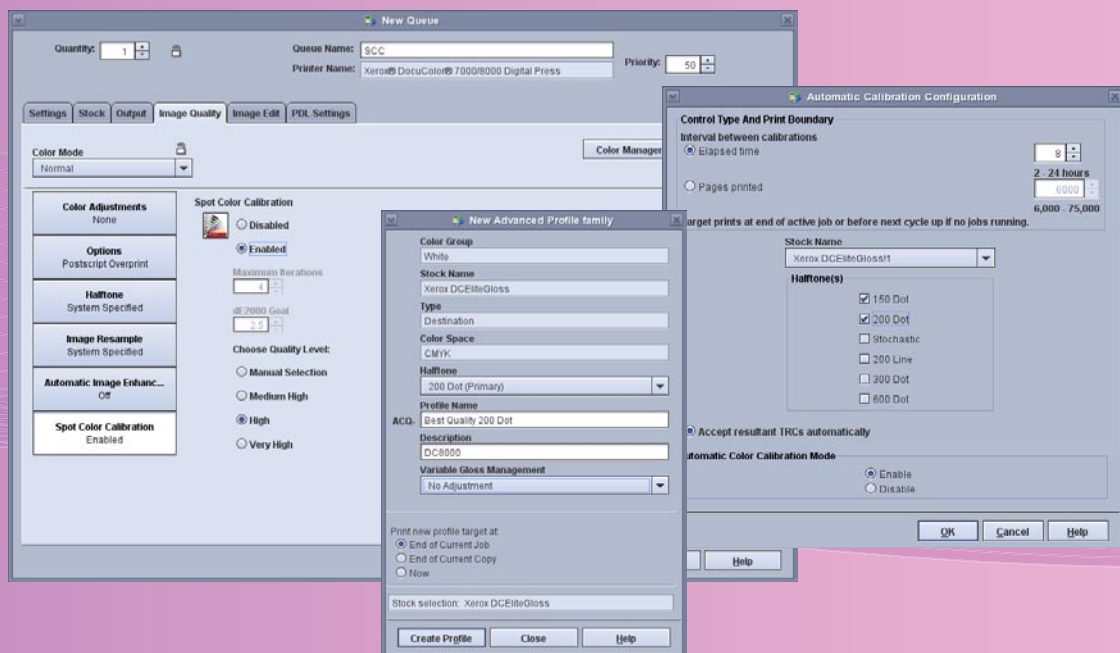 New Queue
Quantity: 1
Queue Name: SCC
Printer Name: Xerox® DocuColor® 7000/8000 Digital Press
Priority: 50
Settings Stock Output Image Quality Image Edit PDL Settings
Color Mode
Normal
Color Manager
Color Adjustments
None
Options
Postscript Overprint
Halftone
System Specified
Image Resample
System Specified
Automatic Image Enhanc...
Off
Spot Color Calibration
Enabled
Spot Color Calibration
Disabled
Enabled
Maximum Iterations
4
dE2000 Goal
2.5
Choose Quality Level:
Manual Selection
Medium High
High
Very High
Help
New Advanced Profile family
Color Group
White
Stock Name
Xerox DCEliteGloss
Type
Destination
Color Space
CMYK
Halftone
200 Dot (Primary)
Profile Name
ACQ- Best Quality 200 Dot
Description
DC8000
Variable Gloss Management
No Adjustment
Print new profile target at
End of Current Job
End of Current Copy
Now
Stock selection: Xerox DCEliteGloss
Create Profile Close Help
Automatic Calibration Configuration
Control Type And Print Boundary
Interval between calibrations
Elapsed time 8
2 - 24 hours
Pages printed 6000
6,000 - 75,000
arget prints at end of active job or before next cycle up if no jobs running.
Stock Name
Xerox DCEliteGloss!1
Halftone(s)
150 Dot
200 Dot
Stochastic
200 Line
300 Dot
600 Dot
Accept resultant TRCs automatically
utomatic Color Calibration Mode
Enable
Disable
OK Cancel Help